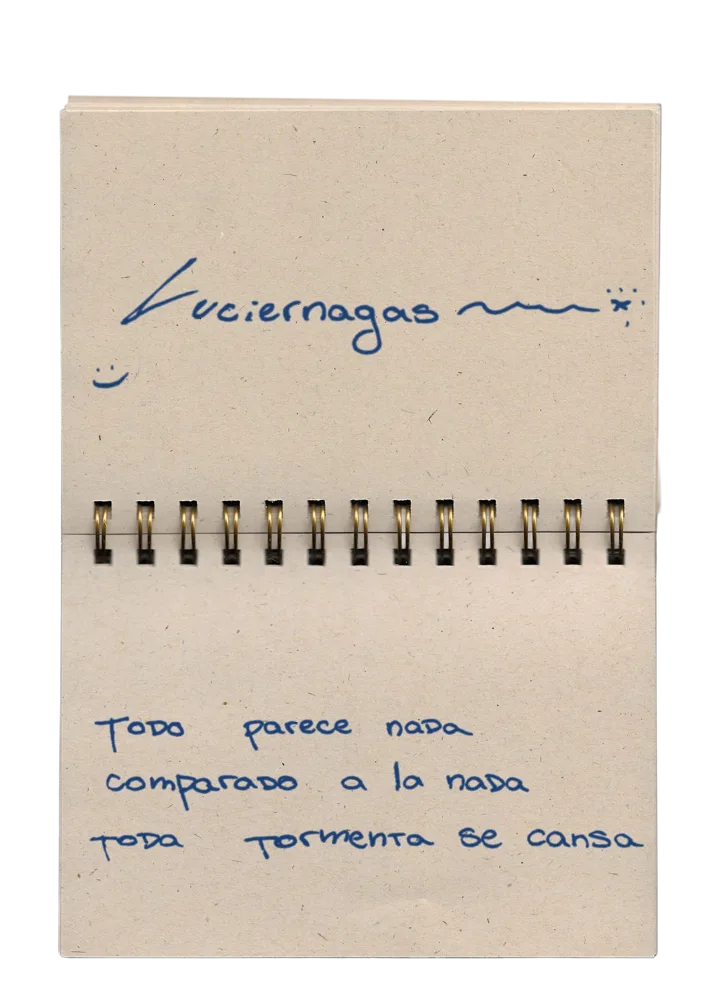 Luciernagas
Todo parece nada
comparado a la nada
toda tormenta se cansa